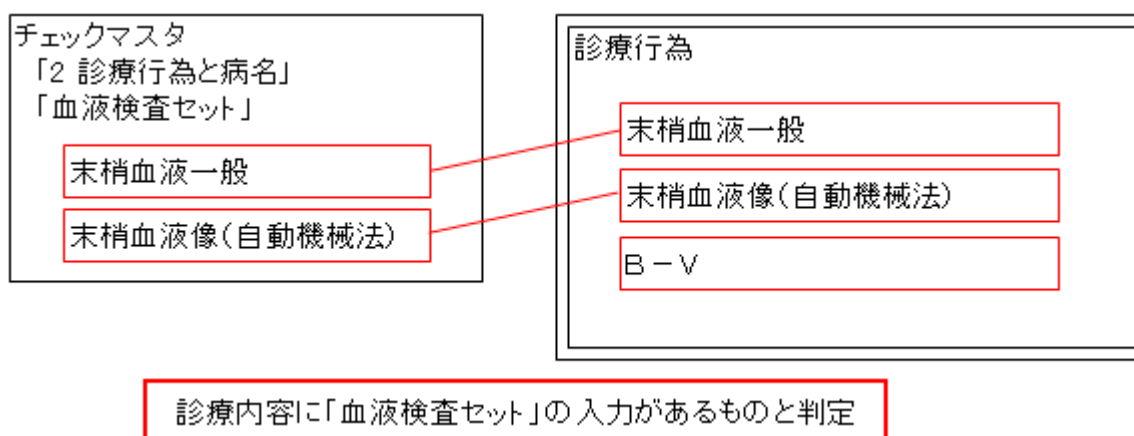 チェックマスタ
「2 診療行為と病名」
「血液検査セット」
末梢血液一般
末梢血液像(自動機械法)
診療行為
末梢血液一般
末梢血液像(自動機械法)
B-V
診療内容に「血液検査セット」の入力があるものと判定